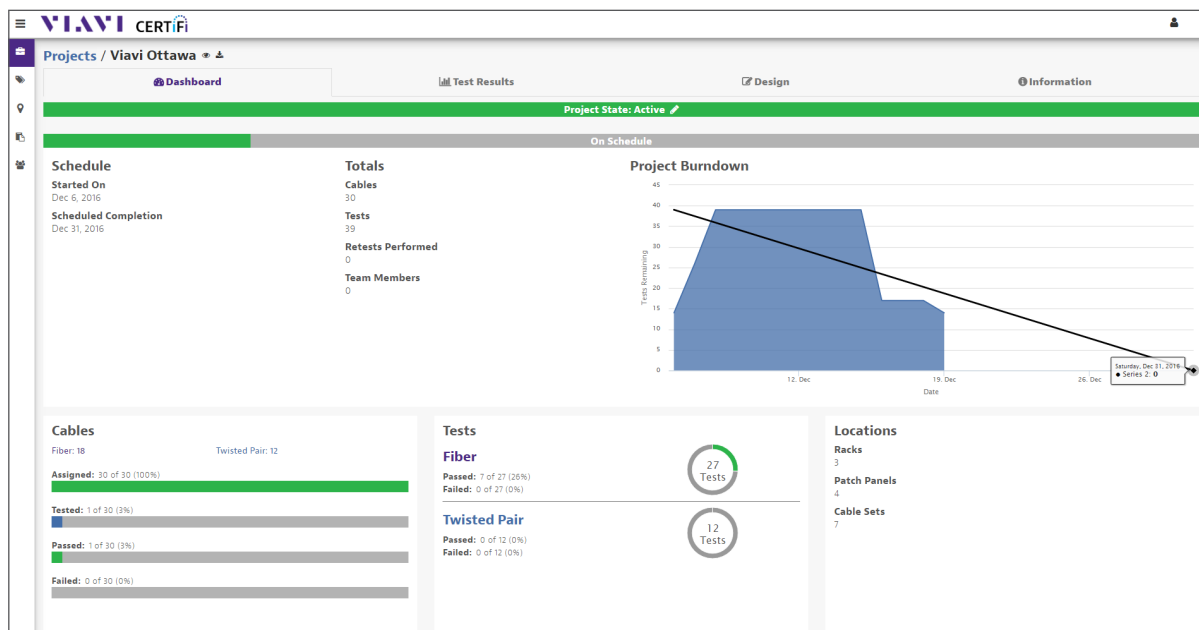 VIAVI CERTiFi
Projects / Viavi Ottawa
Dashboard
Test Results
Design
Information
Project State: Active
On Schedule
Schedule
Started On
Dec 6, 2016
Scheduled Completion
Dec 31, 2016
Totals
Cables
30
Tests
39
Retests Performed
0
Team Members
0
Project Burndown
45
40
35
30
25
20
15
10
5
0
Tests Remaining
12. Dec
19. Dec
26. Dec
Date
Saturday, Dec 31, 2016
Series 2: 0
Cables
Fiber: 18
Twisted Pair: 12
Assigned: 30 of 30 (100%)
Tested: 1 of 30 (3%)
Passed: 1 of 30 (3%)
Failed: 0 of 30 (0%)
Tests
Fiber
Passed: 7 of 27 (26%)
Failed: 0 of 27 (0%)
27
Tests
Twisted Pair
Passed: 0 of 12 (0%)
Failed: 0 of 12 (0%)
12
Tests
Locations
Racks
3
Patch Panels
4
Cable Sets
7